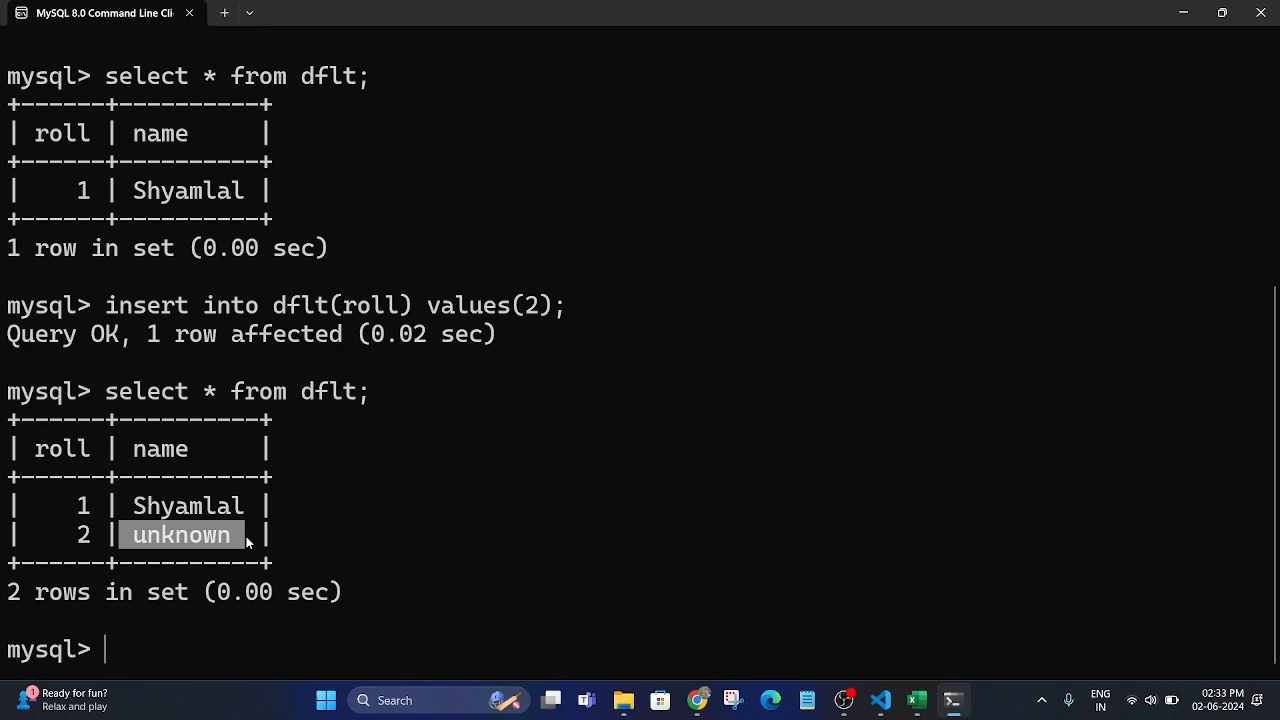 MySQL 8.0 Command Line Cli
mysql> select * from dflt;
+------+----------+
| roll | name     |
+------+----------+
|    1 | Shyamlal |
+------+----------+
1 row in set (0.00 sec)
mysql> insert into dflt(roll) values(2);
Query OK, 1 row affected (0.02 sec)
mysql> select * from dflt;
+------+----------+
| roll | name     |
+------+----------+
|    1 | Shyamlal |
|    2 | unknown  |
+------+----------+
2 rows in set (0.00 sec)
mysql>
1
Ready for fun?
Relax and play
Search
ENG
IN
02:33 PM
02-06-2024